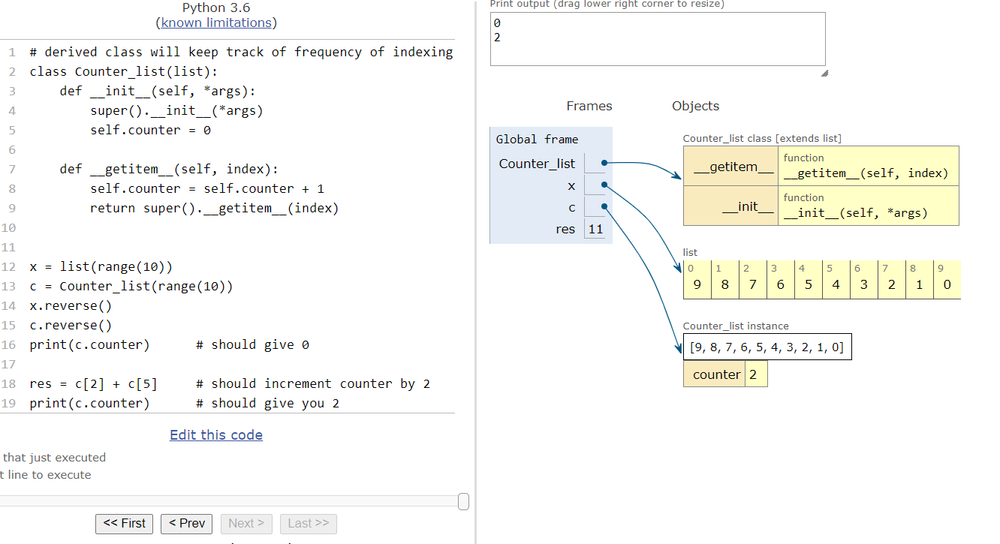 Python 3.6
(known limitations)
1 # derived class will keep track of frequency of indexing
2 class Counter_list(list):
3     def __init__(self, *args):
4         super().__init__(*args)
5         self.counter = 0
6
7     def __getitem__(self, index):
8         self.counter = self.counter + 1
9         return super().__getitem__(index)
10
11
12 x = list(range(10))
13 c = Counter_list(range(10))
14 x.reverse()
15 c.reverse()
16 print(c.counter)      # should give 0
17
18 res = c[2] + c[5]     # should increment counter by 2
19 print(c.counter)      # should give you 2
Edit this code
that just executed
t line to execute
<< First < Prev Next > Last >>
Print output (drag lower right corner to resize)
0
2
Frames Objects
Global frame
Counter_list
x
c
res 11
Counter_list class [extends list]
__getitem__ function
__getitem__(self, index)
__init__ function
__init__(self, *args)
list
0 1 2 3 4 5 6 7 8 9
9 8 7 6 5 4 3 2 1 0
Counter_list instance
[9, 8, 7, 6, 5, 4, 3, 2, 1, 0]
counter 2